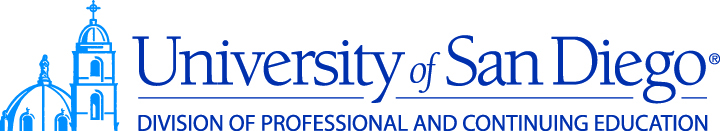 University of San Diego®
DIVISION OF PROFESSIONAL AND CONTINUING EDUCATION